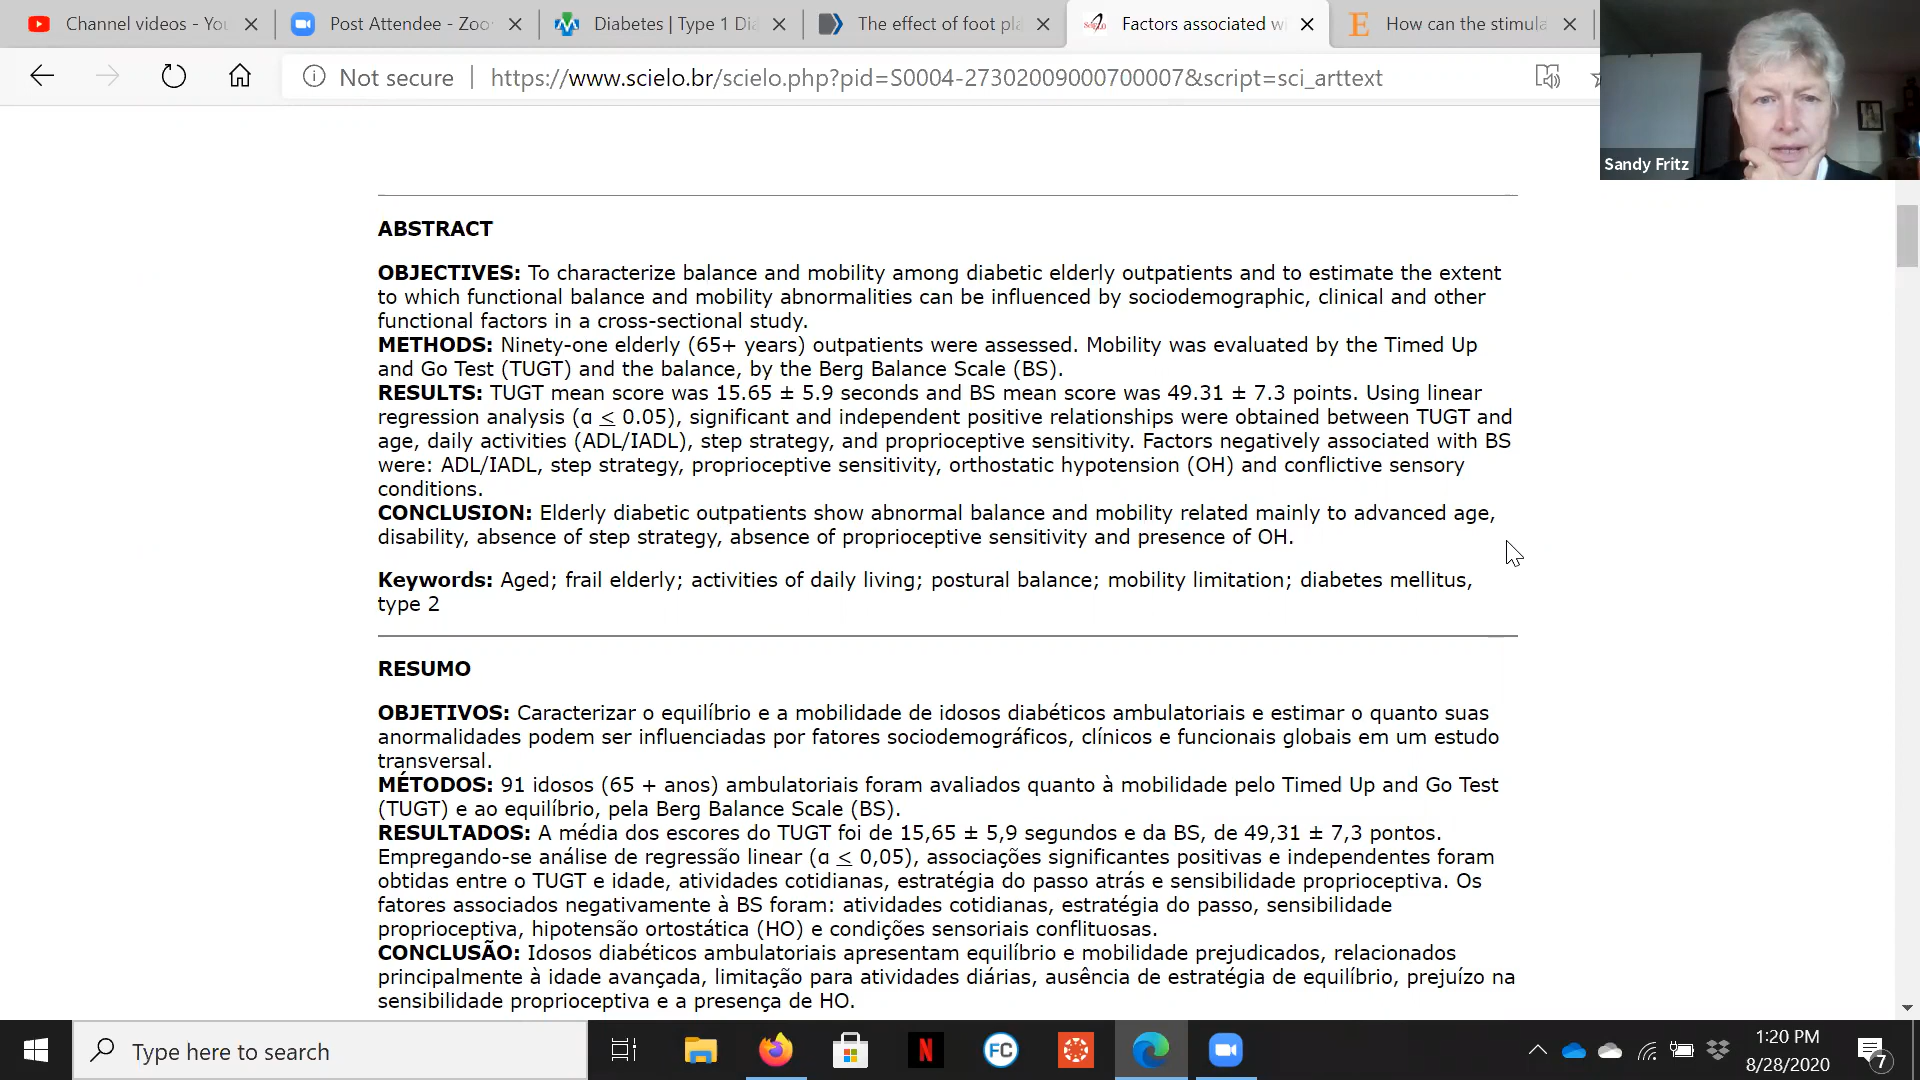 Channel videos - You
Post Attendee - Zoo
Diabetes | Type 1 Dia
The effect of foot pla
Factors associated wi
How can the stimula
Not secure
https://www.scielo.br/scielo.php?pid=S0004-27302009000700007&script=sci_arttext
Sandy Fritz
ABSTRACT
OBJECTIVES: To characterize balance and mobility among diabetic elderly outpatients and to estimate the extent
to which functional balance and mobility abnormalities can be influenced by sociodemographic, clinical and other
functional factors in a cross-sectional study.
METHODS: Ninety-one elderly (65+ years) outpatients were assessed. Mobility was evaluated by the Timed Up
and Go Test (TUGT) and the balance, by the Berg Balance Scale (BS).
RESULTS: TUGT mean score was 15.65 ± 5.9 seconds and BS mean score was 49.31 ± 7.3 points. Using linear
regression analysis (α ≤ 0.05), significant and independent positive relationships were obtained between TUGT and
age, daily activities (ADL/IADL), step strategy, and proprioceptive sensitivity. Factors negatively associated with BS
were: ADL/IADL, step strategy, proprioceptive sensitivity, orthostatic hypotension (OH) and conflictive sensory
conditions.
CONCLUSION: Elderly diabetic outpatients show abnormal balance and mobility related mainly to advanced age,
disability, absence of step strategy, absence of proprioceptive sensitivity and presence of OH.
Keywords: Aged; frail elderly; activities of daily living; postural balance; mobility limitation; diabetes mellitus,
type 2
RESUMO
OBJETIVOS: Caracterizar o equilíbrio e a mobilidade de idosos diabéticos ambulatoriais e estimar o quanto suas
anormalidades podem ser influenciadas por fatores sociodemográficos, clínicos e funcionais globais em um estudo
transversal.
MÉTODOS: 91 idosos (65 + anos) ambulatoriais foram avaliados quanto à mobilidade pelo Timed Up and Go Test
(TUGT) e ao equilíbrio, pela Berg Balance Scale (BS).
RESULTADOS: A média dos escores do TUGT foi de 15,65 ± 5,9 segundos e da BS, de 49,31 ± 7,3 pontos.
Empregando-se análise de regressão linear (α ≤ 0,05), associações significantes positivas e independentes foram
obtidas entre o TUGT e idade, atividades cotidianas, estratégia do passo atrás e sensibilidade proprioceptiva. Os
fatores associados negativamente à BS foram: atividades cotidianas, estratégia do passo, sensibilidade
proprioceptiva, hipotensão ortostática (HO) e condições sensoriais conflituosas.
CONCLUSÃO: Idosos diabéticos ambulatoriais apresentam equilíbrio e mobilidade prejudicados, relacionados
principalmente à idade avançada, limitação para atividades diárias, ausência de estratégia de equilíbrio, prejuízo na
sensibilidade proprioceptiva e a presença de HO.
Type here to search
N
FC
1:20 PM
8/28/2020
7